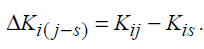 ΔK_{i(j−s)} = K_{ij} − K_{is} .